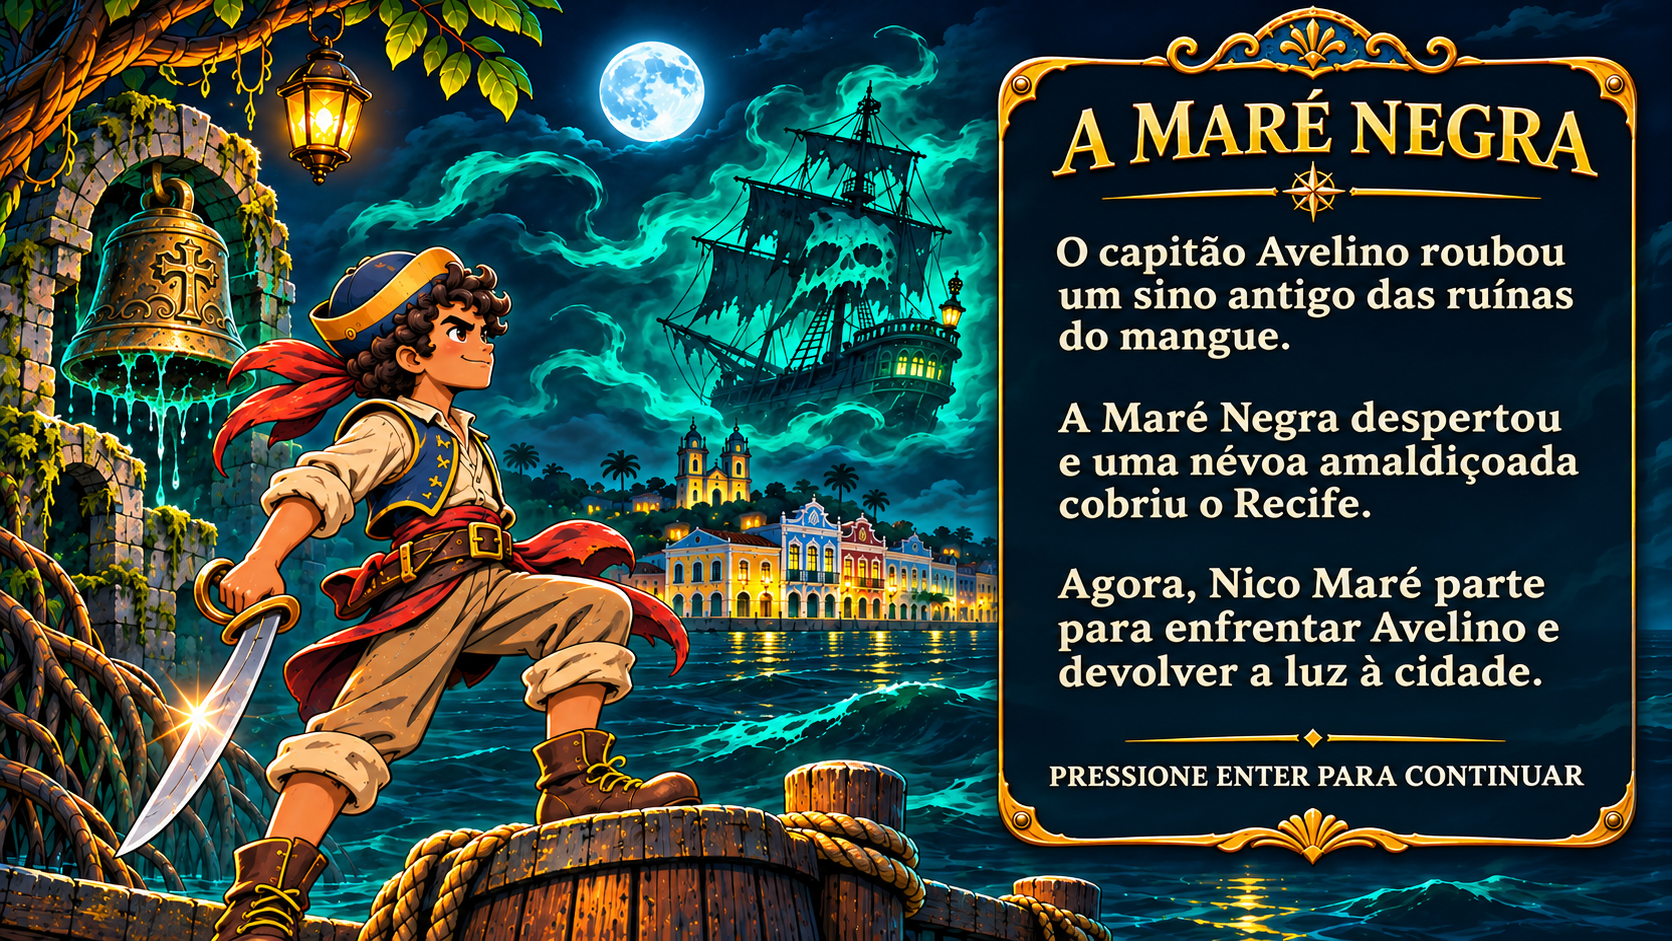 A MARÉ NEGRA
O capitão Avelino roubou
um sino antigo das ruínas
do mangue.
A Maré Negra despertou
e uma névoa amaldiçoada
cobriu o Recife.
Agora, Nico Maré parte
para enfrentar Avelino e
devolver a luz à cidade.
PRESSIONE ENTER PARA CONTINUAR